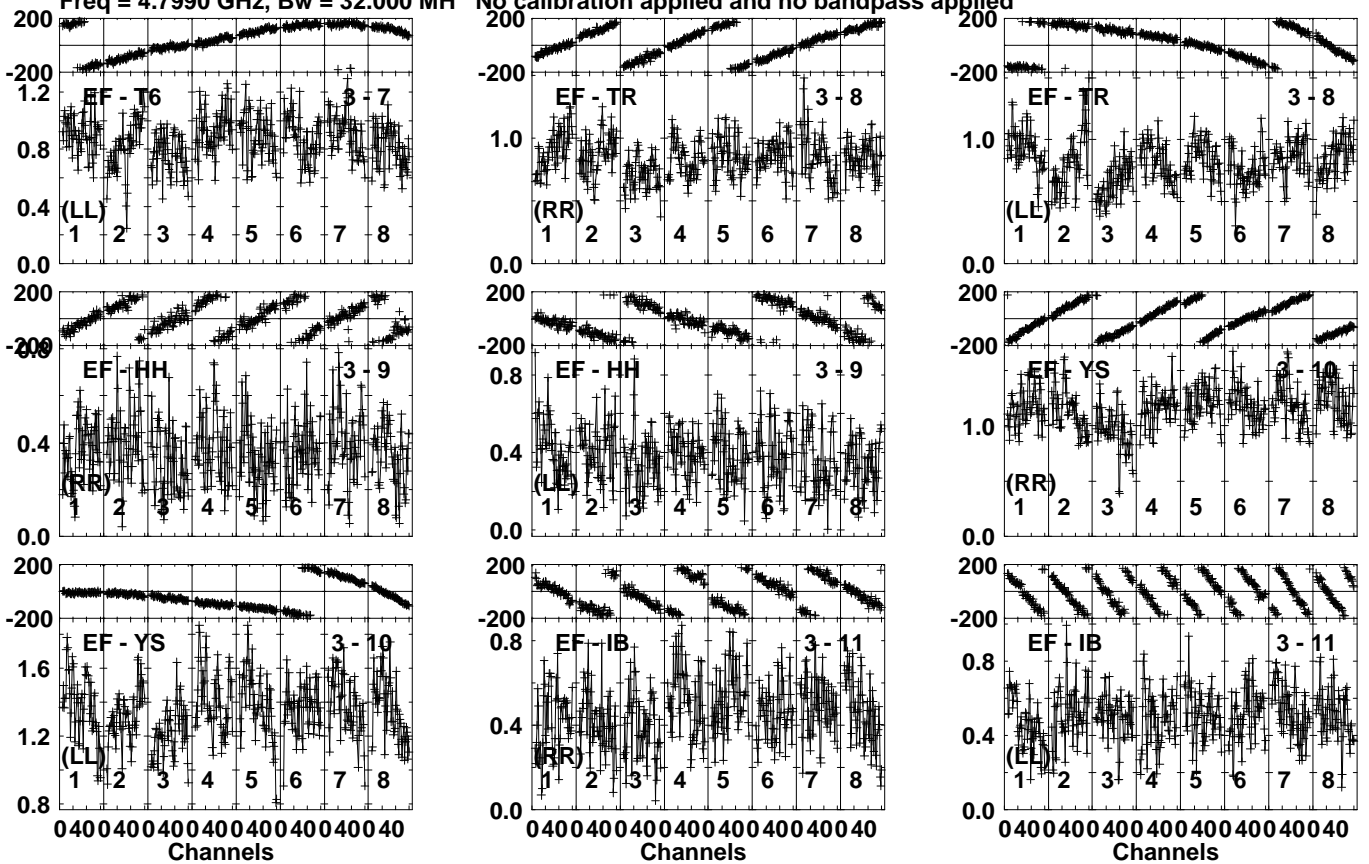 Freq = 4.7990 GHz, Bw = 32.000 MH No calibration applied and no bandpass applied
200
-200
1.2
0.8
0.4
0.0
EF - T6
3 - 7
(LL)
1 2 3 4 5 6 7 8
200
-200
1.0
0.0
EF - TR
3 - 8
(RR)
1 2 3 4 5 6 7 8
200
-200
1.0
0.0
EF - TR
3 - 8
(LL)
1 2 3 4 5 6 7 8
200
-200
0.8
0.4
0.0
EF - HH
3 - 9
(RR)
1 2 3 4 5 6 7 8
200
-200
0.8
0.4
0.0
EF - HH
3 - 9
(LL)
1 2 3 4 5 6 7 8
200
-200
1.0
0.0
EF - YS
3 - 10
(RR)
1 2 3 4 5 6 7 8
200
-200
1.6
1.2
0.8
EF - YS
3 - 10
(LL)
1 2 3 4 5 6 7 8
0 40 0 40 0 40 0 40 0 40 0 40 0 40 0 40
Channels
200
-200
0.8
0.4
0.0
EF - IB
3 - 11
(RR)
1 2 3 4 5 6 7 8
0 40 0 40 0 40 0 40 0 40 0 40 0 40 0 40
Channels
200
-200
0.8
0.4
0.0
EF - IB
3 - 11
(LL)
1 2 3 4 5 6 7 8
0 40 0 40 0 40 0 40 0 40 0 40 0 40 0 40
Channels